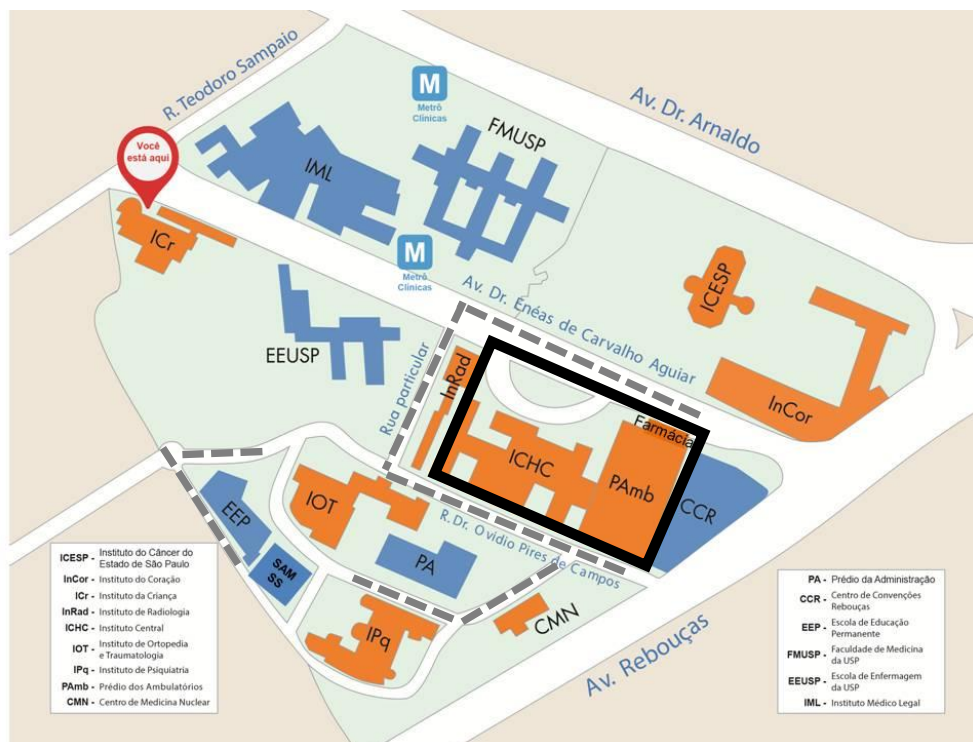 R. Teodoro Sampaio
M
Metrô
Clínicas
Av. Dr. Arnaldo
FMUSP
Você
está aqui
IML
ICr
M
Metrô
Clínicas
ICESP
Av. Dr. Enéas de Carvalho Aguiar
EEUSP
Rua particular
InRad
InCor
Farmácia
ICHC
PAmb
CCR
IOT
EEP
R. Dr. Ovídio Pires de Campos
PA
SAM
SS
CMN
IPq
Av. Rebouças
ICESP - Instituto do Câncer do
Estado de São Paulo
InCor - Instituto do Coração
ICr - Instituto da Criança
InRad - Instituto de Radiologia
ICHC - Instituto Central
IOT - Instituto de Ortopedia
e Traumatologia
IPq - Instituto de Psiquiatria
PAmb - Prédio dos Ambulatórios
CMN - Centro de Medicina Nuclear
PA - Prédio da Administração
CCR - Centro de Convenções
Rebouças
EEP - Escola de Educação
Permanente
FMUSP - Faculdade de Medicina
da USP
EEUSP - Escola de Enfermagem
da USP
IML - Instituto Médico Legal